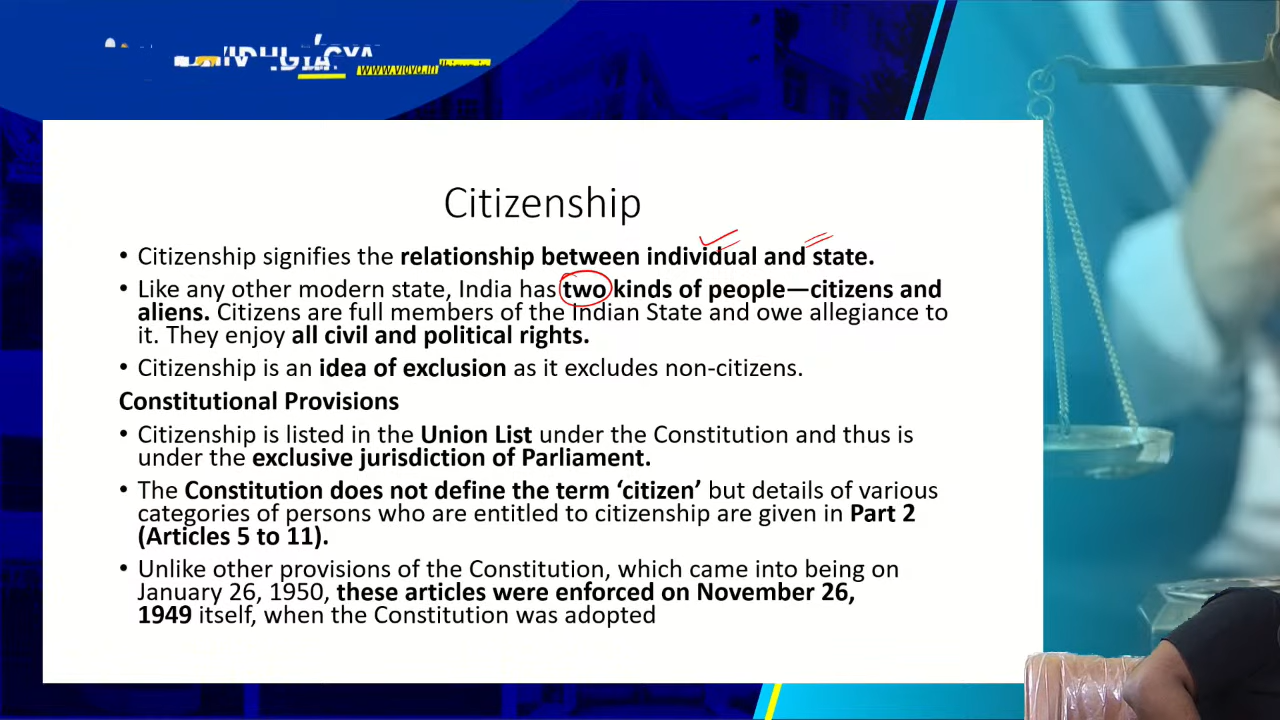 www.vidya.in
Citizenship
• Citizenship signifies the relationship between individual and state.
• Like any other modern state, India has two kinds of people—citizens and
aliens. Citizens are full members of the Indian State and owe allegiance to
it. They enjoy all civil and political rights.
• Citizenship is an idea of exclusion as it excludes non-citizens.
Constitutional Provisions
• Citizenship is listed in the Union List under the Constitution and thus is
under the exclusive jurisdiction of Parliament.
• The Constitution does not define the term ‘citizen’ but details of various
categories of persons who are entitled to citizenship are given in Part 2
(Articles 5 to 11).
• Unlike other provisions of the Constitution, which came into being on
January 26, 1950, these articles were enforced on November 26,
1949 itself, when the Constitution was adopted